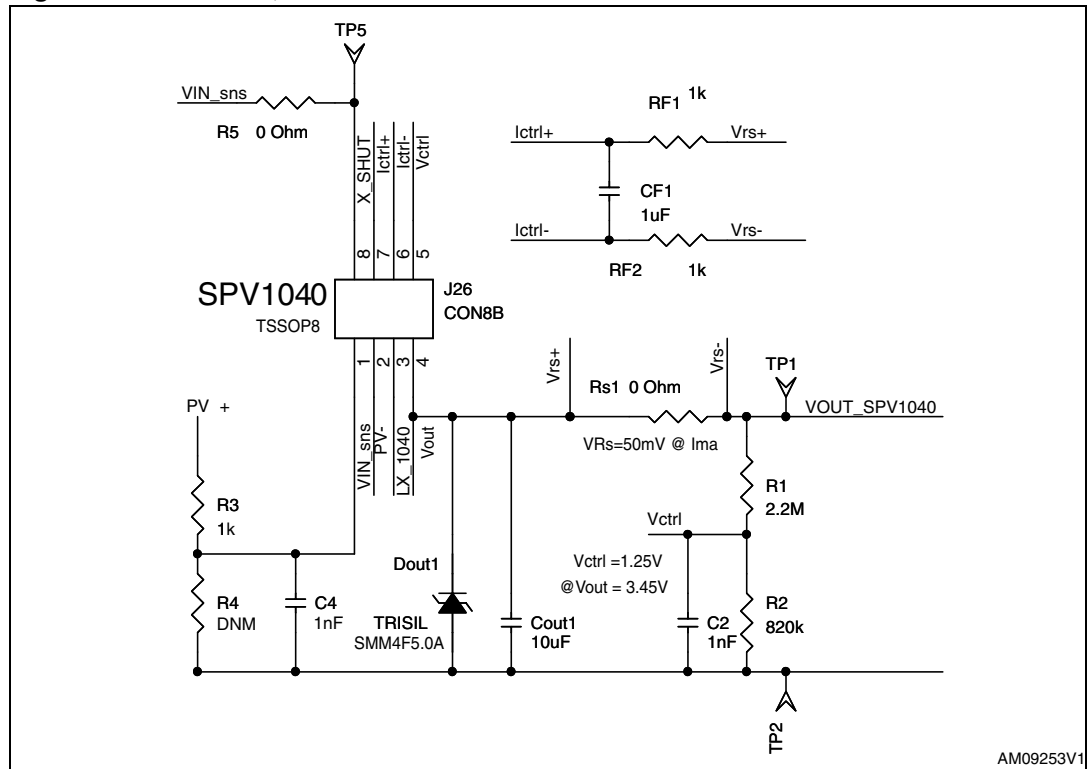 TP5
VIN_sns
R5 0 Ohm
X_SHUT
Ictrl+
Ictrl-
Vctrl
8
7
6
5
SPV1040
TSSOP8
J26
CON8B
1
2
3
4
VIN_sns
PV-
LX_1040
Vout
RF1 1k
Ictrl+
Vrs+
CF1
1uF
Ictrl-
Vrs-
RF2 1k
PV +
R3
1k
R4
DNM
C4
1nF
Dout1
TRISIL
SMM4F5.0A
Cout1
10uF
Vrs+
Rs1 0 Ohm
Vrs-
TP1
VOUT_SPV1040
VRs=50mV @ Ima
R1
2.2M
Vctrl
Vctrl =1.25V
@Vout = 3.45V
C2
1nF
R2
820k
TP2
AM09253V1